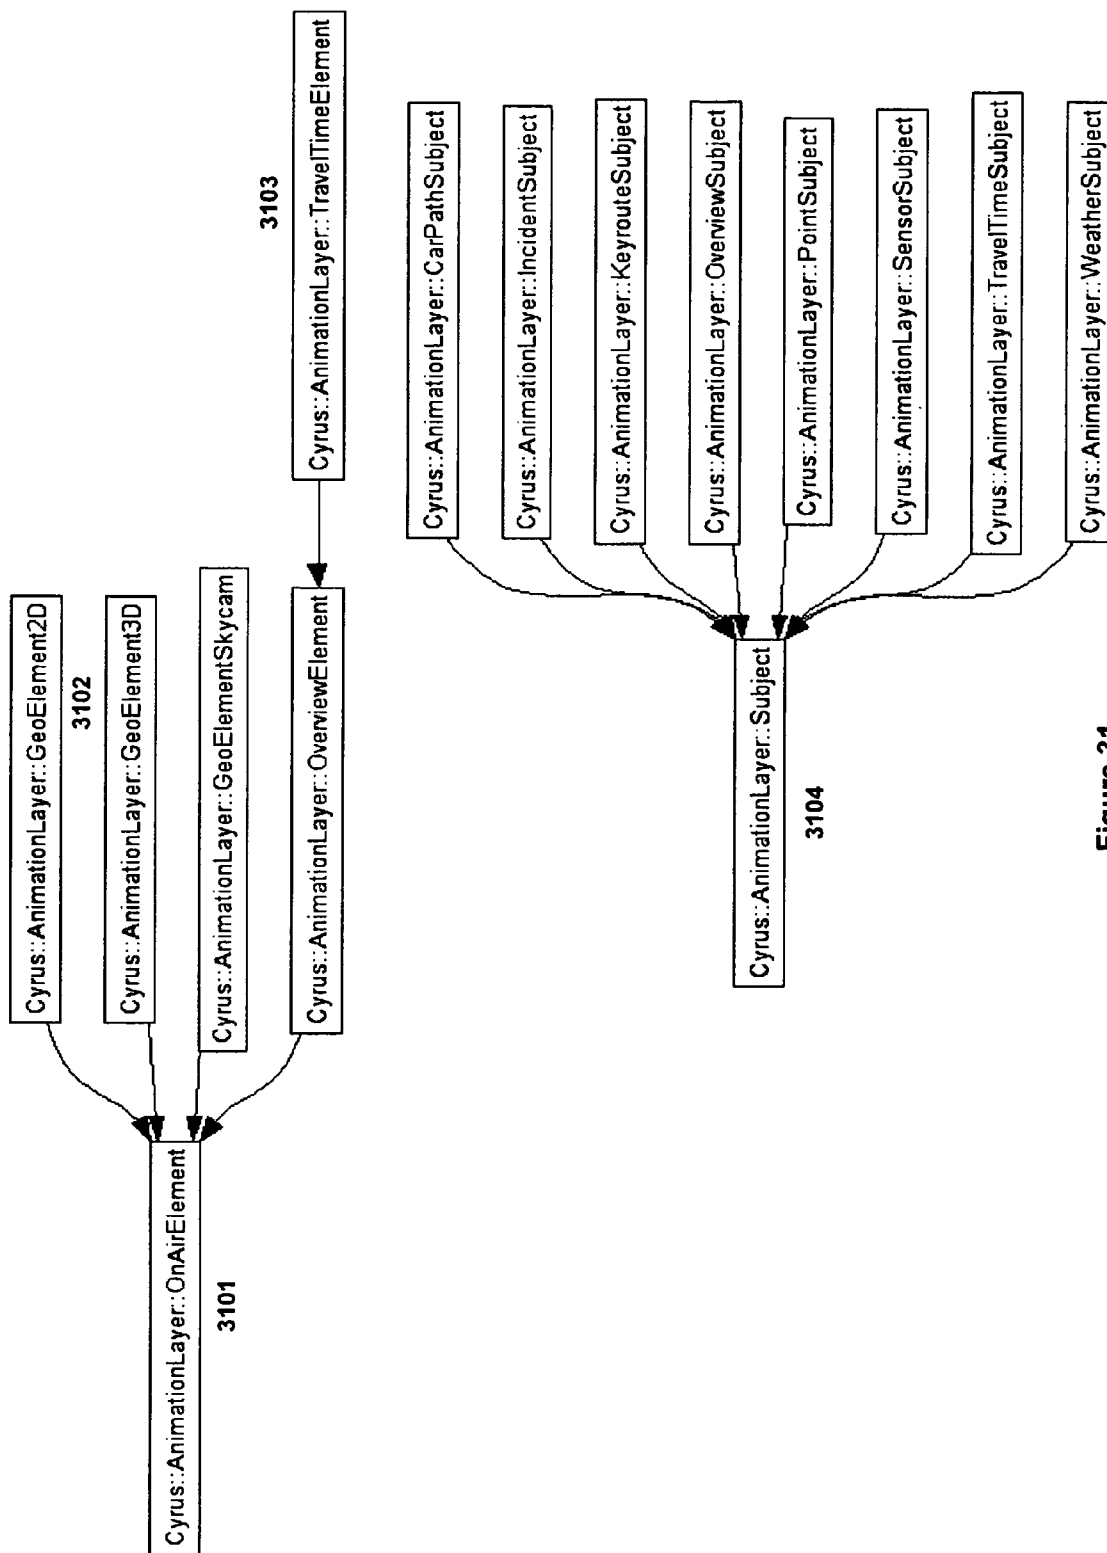 Cyrus::AnimationLayer::GeoElement2D
3102
Cyrus::AnimationLayer::GeoElement3D
Cyrus::AnimationLayer::GeoElementSkycam
Cyrus::AnimationLayer::OverviewElement
Cyrus::AnimationLayer::OnAirElement
3101
3103
Cyrus::AnimationLayer::TravelTimeElement
Cyrus::AnimationLayer::CarPathSubject
Cyrus::AnimationLayer::IncidentSubject
Cyrus::AnimationLayer::KeyrouteSubject
Cyrus::AnimationLayer::OverviewSubject
Cyrus::AnimationLayer::PointSubject
Cyrus::AnimationLayer::SensorSubject
Cyrus::AnimationLayer::TravelTimeSubject
Cyrus::AnimationLayer::WeatherSubject
Cyrus::AnimationLayer::Subject
3104
Figure 31